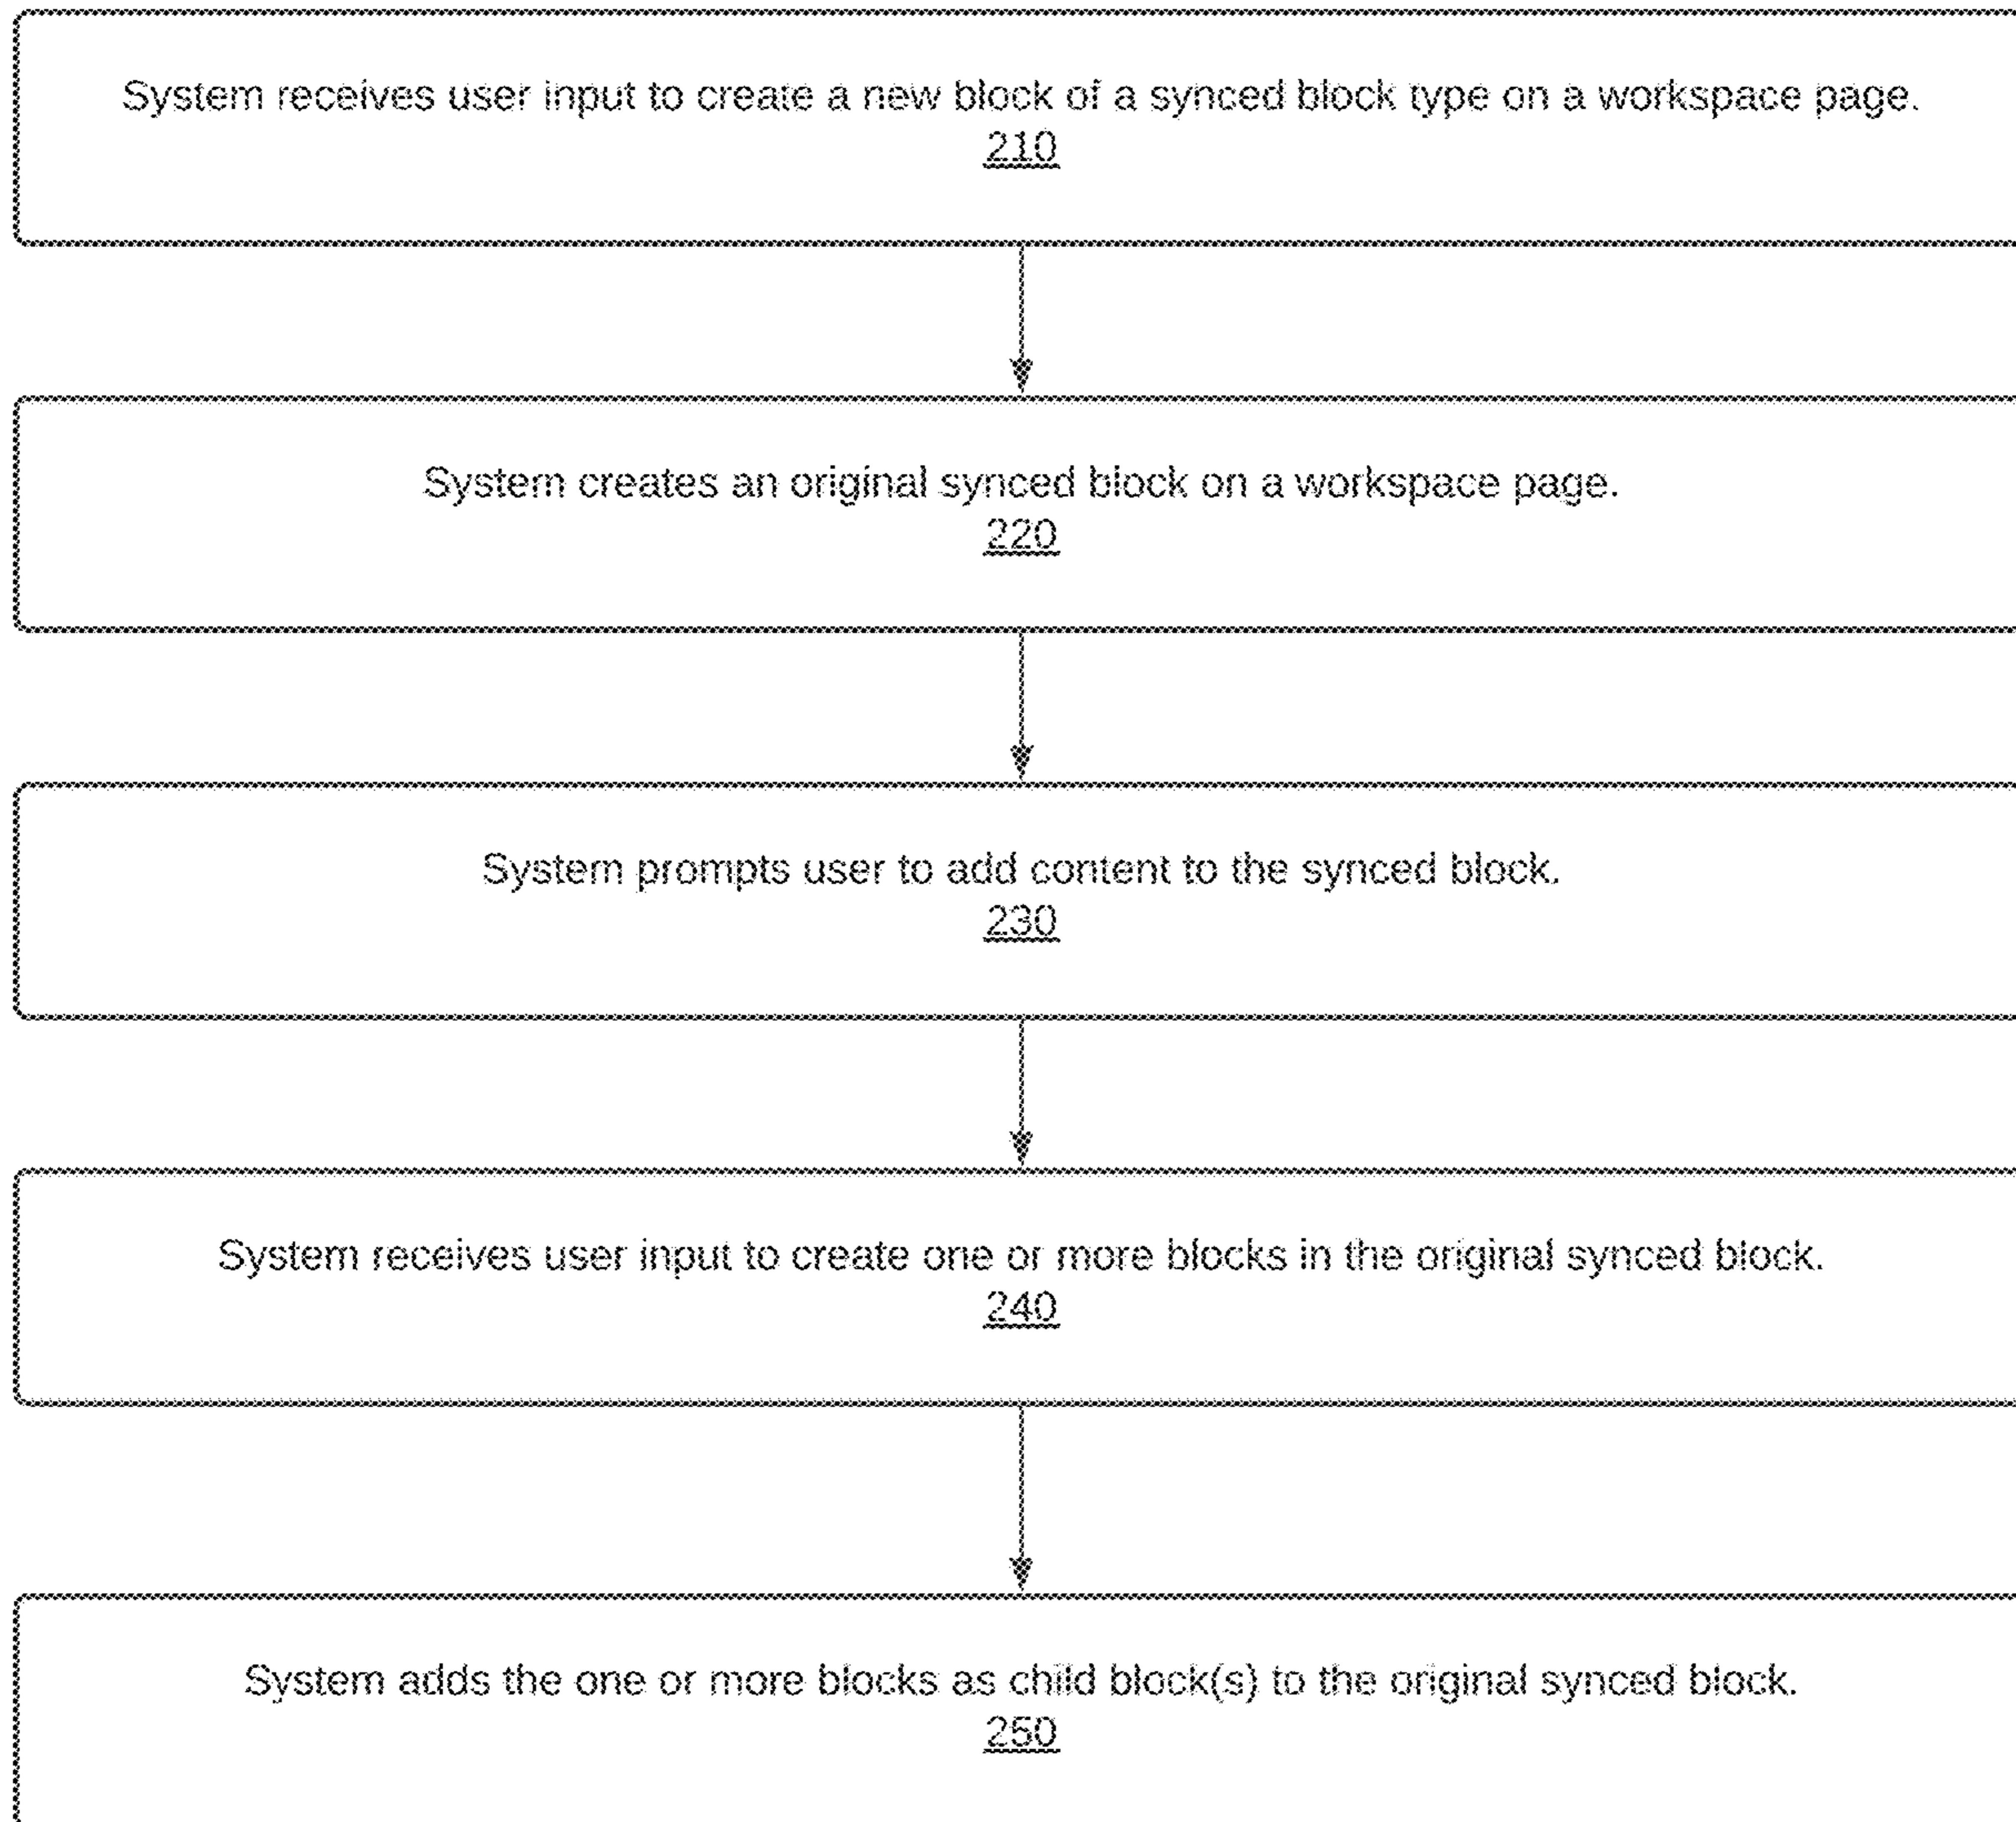 System receives user input to create a new block of a synced block type on a workspace page.
210
System creates an original synced block on a workspace page.
220
System prompts user to add content to the synced block.
230
System receives user input to create one or more blocks in the original synced block.
240
System adds the one or more blocks as child block(s) to the original synced block.
250